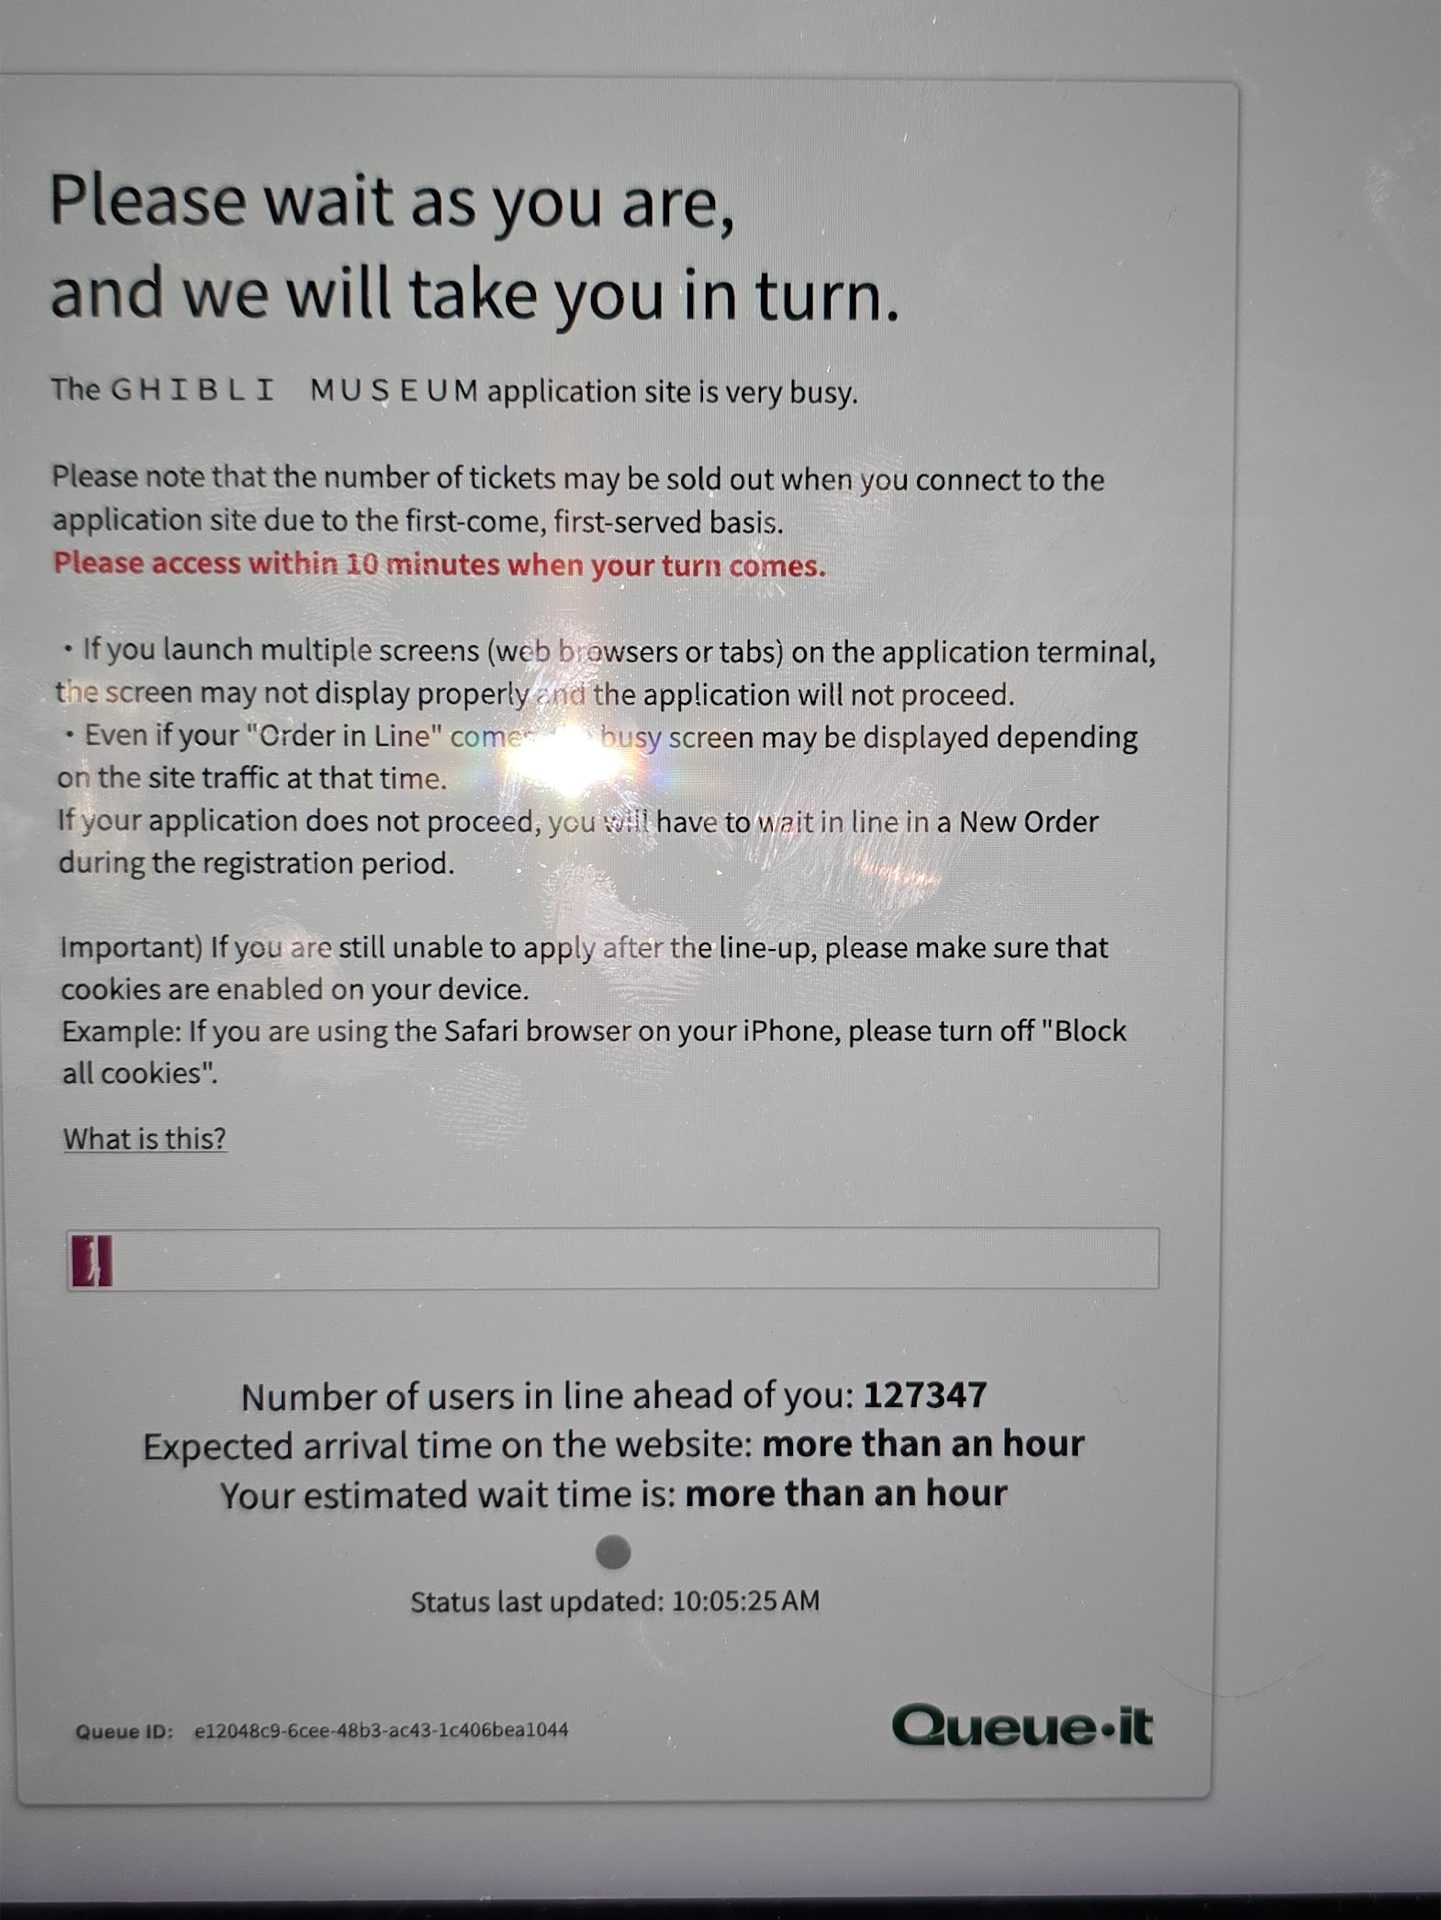 Please wait as you are,
and we will take you in turn.
The GHIBLI MUSEUM application site is very busy.
Please note that the number of tickets may be sold out when you connect to the
application site due to the first-come, first-served basis.
Please access within 10 minutes when your turn comes.
・If you launch multiple screens (web browsers or tabs) on the application terminal,
the screen may not display properly and the application will not proceed.
・Even if your "Order in Line" comes busy screen may be displayed depending
on the site traffic at that time.
If your application does not proceed, you will have to wait in line in a New Order
during the registration period.
Important) If you are still unable to apply after the line-up, please make sure that
cookies are enabled on your device.
Example: If you are using the Safari browser on your iPhone, please turn off "Block
all cookies".
What is this?
Number of users in line ahead of you: 127347
Expected arrival time on the website: more than an hour
Your estimated wait time is: more than an hour
Status last updated: 10:05:25 AM
Queue ID: e12048c9-6cee-48b3-ac43-1c406bea1044
Queue•it